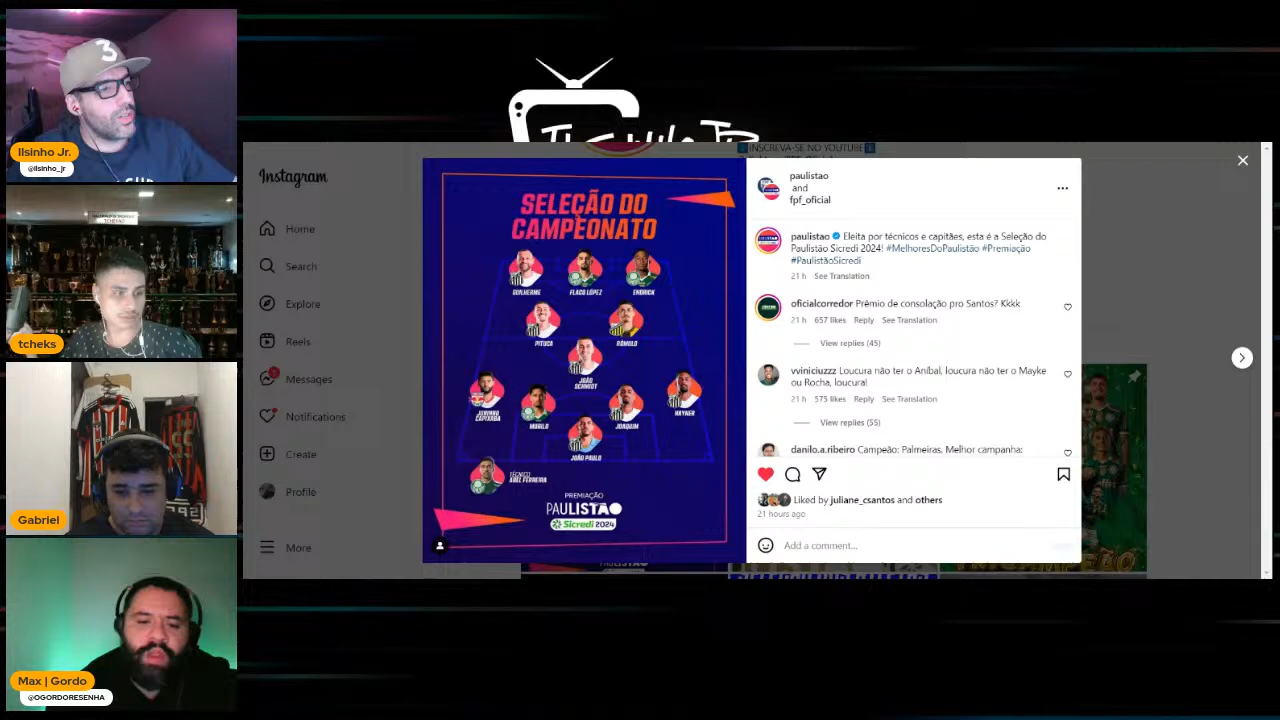 Ilsinho Jr.
@ilsinho_jr
tcheks
Gabriel
Max | Gordo
@OGORDORESENHA
INSCREVA-SE NO YOUTUBE
Instagram
Home
Search
Explore
Reels
Messages
Notifications
Create
Profile
More
SELEÇÃO DO
CAMPEONATO
GUILHERME
FLACO LÓPEZ
ENDRICK
PITUCA
RÔMULO
JOÃO
SCHMIDT
JUNINHO
CAPIXABA
MURILO
JOAQUIM
HAYNER
JOÃO PAULO
TÉCNICO
ABEL FERREIRA
PREMIAÇÃO
PAULISTÃO
Sicredi 2024
paulistao
and
fpf_oficial
paulistao Eleita por técnicos e capitães, esta é a Seleção do
Paulistão Sicredi 2024! #MelhoresDoPaulistão #Premiação
#PaulistãoSicredi
21 h See Translation
oficialcorredor Prêmio de consolação pro Santos? Kkkk
21 h 657 likes Reply See Translation
View replies (45)
vviniciuzzz Loucura não ter o Aníbal, loucura não ter o Mayke
ou Rocha, loucura!
21 h 575 likes Reply See Translation
View replies (55)
danilo.a.ribeiro Campeão: Palmeiras. Melhor campanha:
Liked by juliane_csantos and others
21 hours ago
Add a comment...